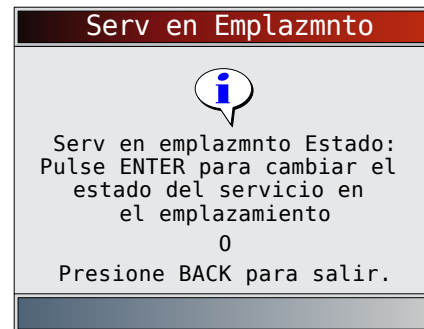 Serv en Emplazmnto
i
Serv en emplazmnto Estado:
Pulse ENTER para cambiar el
estado del servicio en
el emplazamiento
O
Presione BACK para salir.